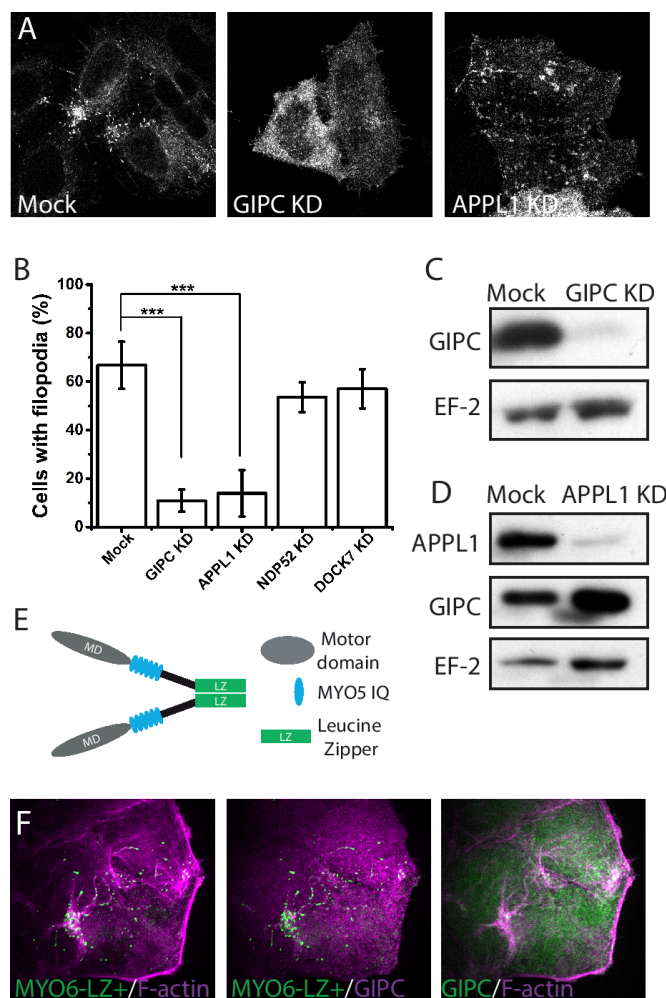 A
Mock
GIPC KD
APPL1 KD
B
Cells with filopodia (%)
100
80
60
40
20
0
***
***
Mock
GIPC KD
APPL1 KD
NDP52 KD
DOCK7 KD
C
Mock GIPC KD
GIPC
EF-2
D
Mock APPL1 KD
APPL1
GIPC
EF-2
E
MD
MD
LZ
LZ
Motor
domain
MYO5 IQ
LZ
Leucine
Zipper
F
MYO6-LZ+/F-actin
MYO6-LZ+/GIPC
GIPC/F-actin